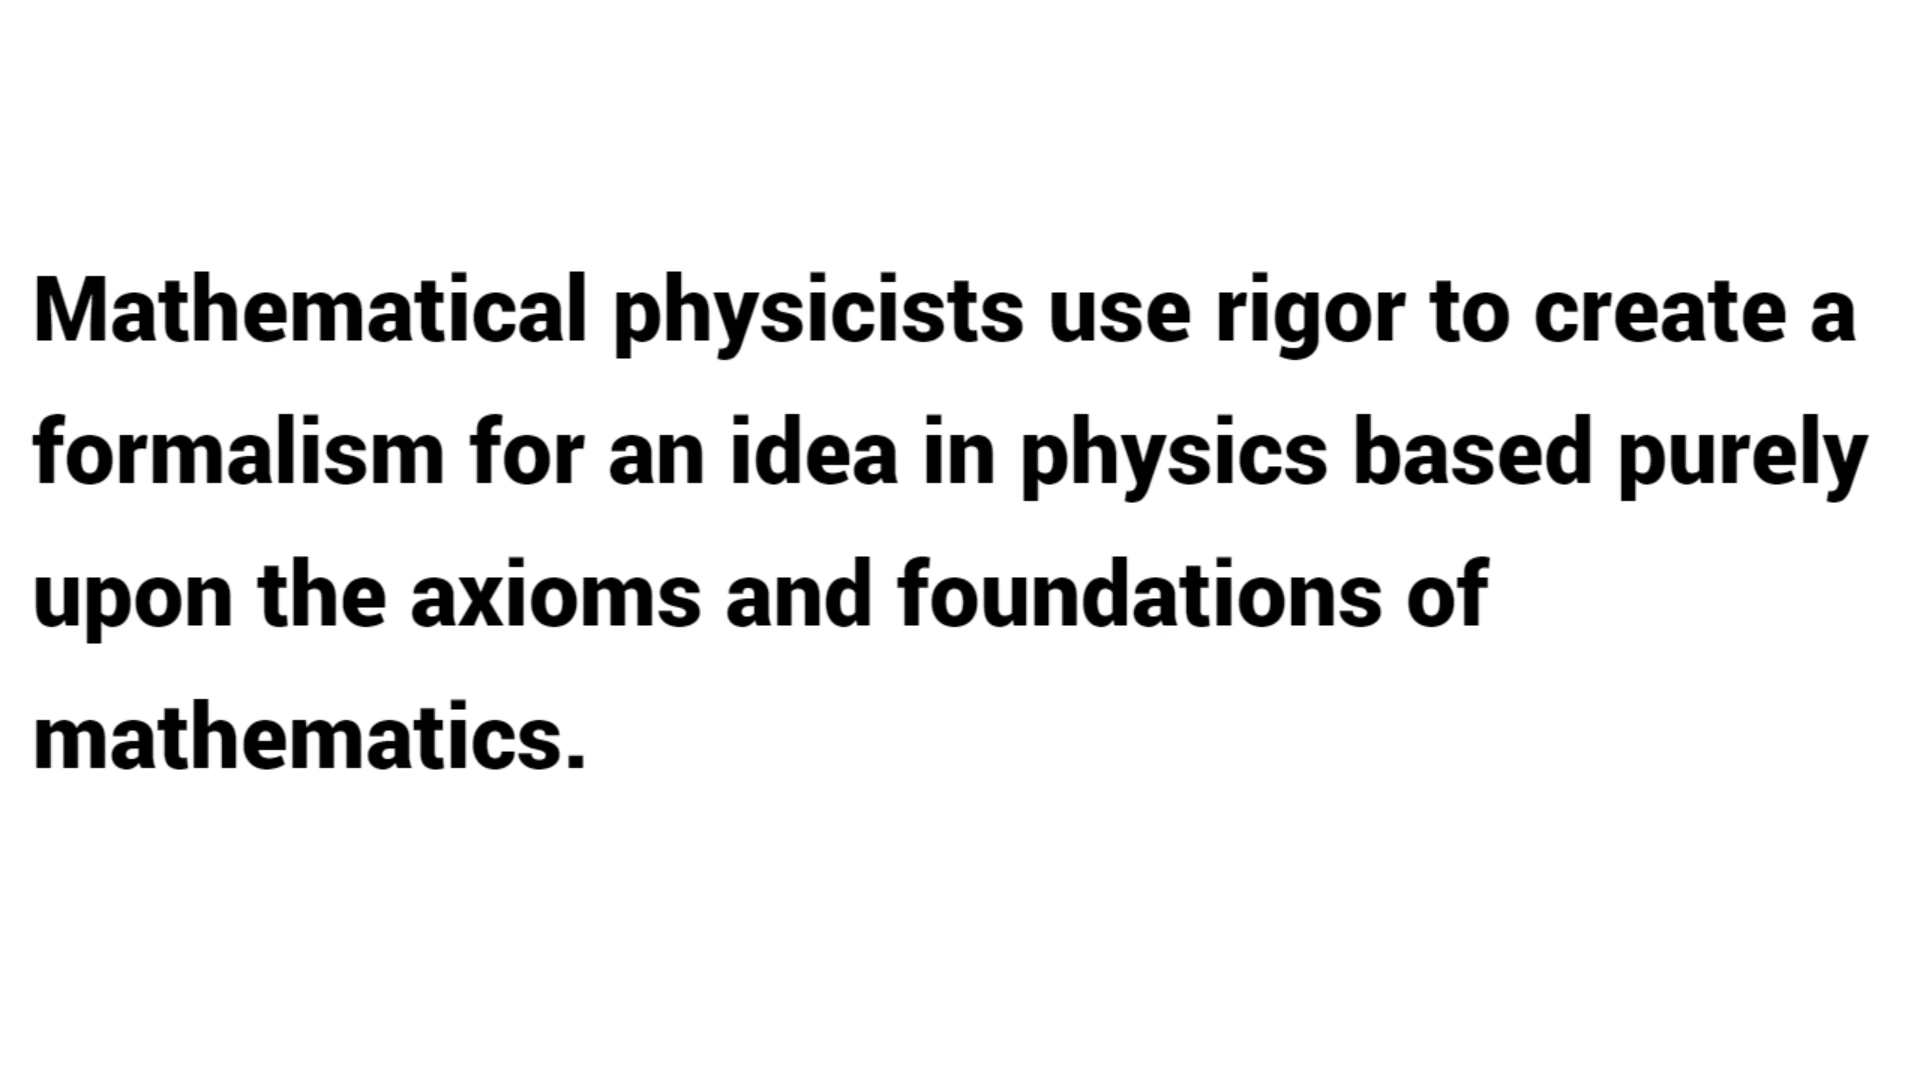 Mathematical physicists use rigor to create a
formalism for an idea in physics based purely
upon the axioms and foundations of
mathematics.